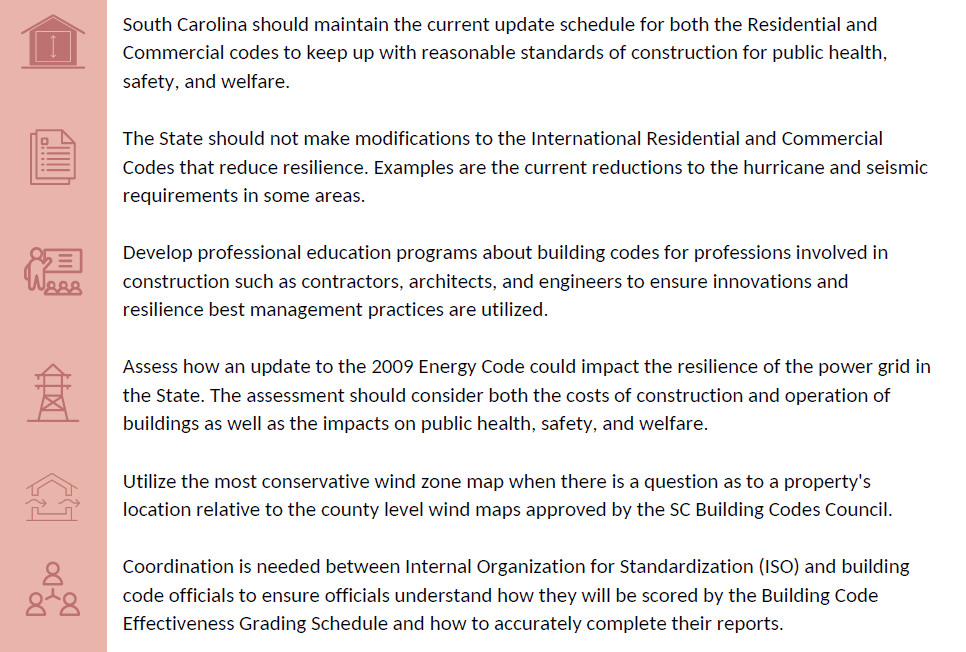 South Carolina should maintain the current update schedule for both the Residential and
Commercial codes to keep up with reasonable standards of construction for public health,
safety, and welfare.
The State should not make modifications to the International Residential and Commercial
Codes that reduce resilience. Examples are the current reductions to the hurricane and seismic
requirements in some areas.
Develop professional education programs about building codes for professions involved in
construction such as contractors, architects, and engineers to ensure innovations and
resilience best management practices are utilized.
Assess how an update to the 2009 Energy Code could impact the resilience of the power grid in
the State. The assessment should consider both the costs of construction and operation of
buildings as well as the impacts on public health, safety, and welfare.
Utilize the most conservative wind zone map when there is a question as to a property's
location relative to the county level wind maps approved by the SC Building Codes Council.
Coordination is needed between Internal Organization for Standardization (ISO) and building
code officials to ensure officials understand how they will be scored by the Building Code
Effectiveness Grading Schedule and how to accurately complete their reports.